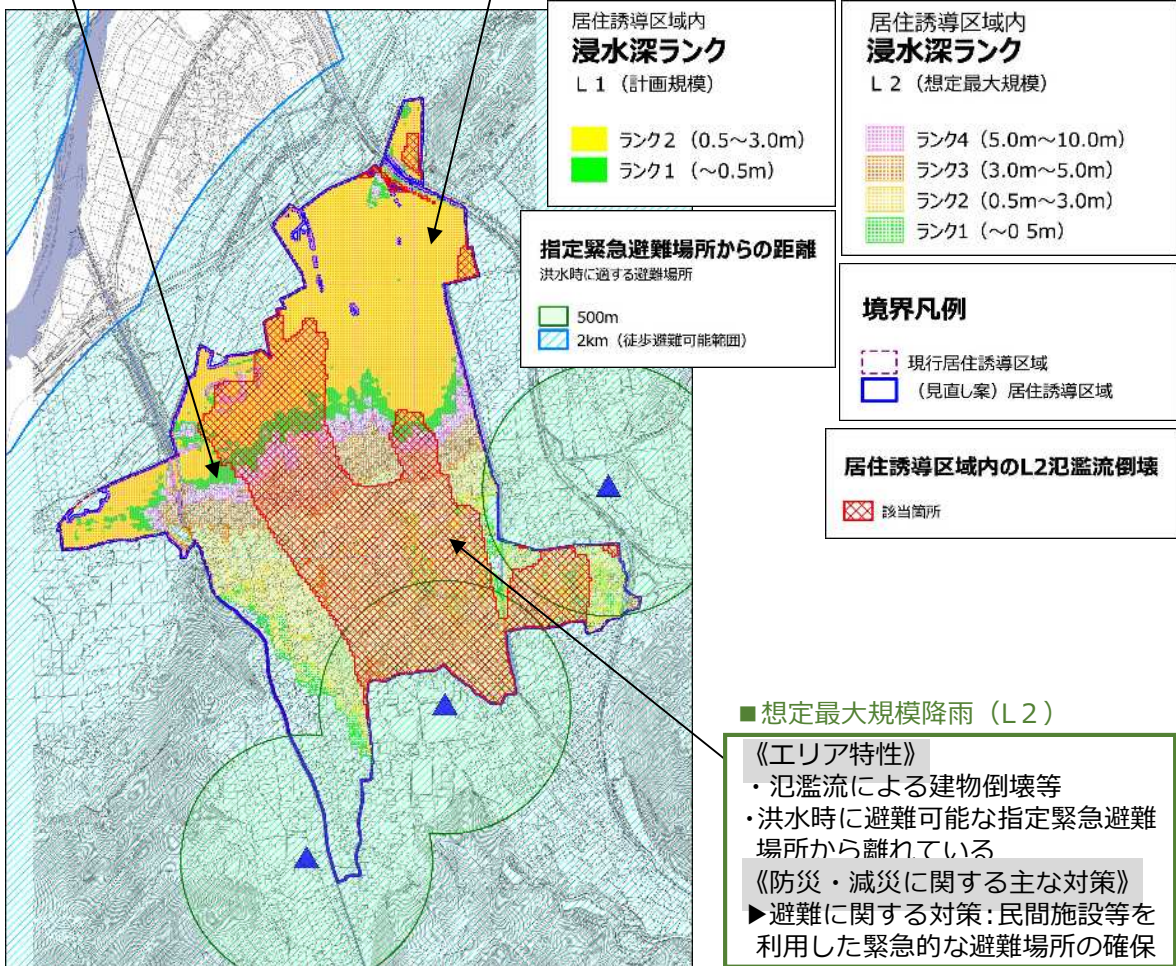 居住誘導区域内
浸水深ランク
L 1 (計画規模)
ランク2 (0.5～3.0m)
ランク1 (～0.5m)
居住誘導区域内
浸水深ランク
L 2 (想定最大規模)
ランク4 (5.0m～10.0m)
ランク3 (3.0m～5.0m)
ランク2 (0.5m～3.0m)
ランク1 (～0 5m)
指定緊急避難場所からの距離
洪水時に適する避難場所
500m
2km (徒歩避難可能範囲)
境界凡例
現行居住誘導区域
(見直し案) 居住誘導区域
居住誘導区域内のL2氾濫流倒壊
該当箇所
■想定最大規模降雨（L２）
《エリア特性》
・氾濫流による建物倒壊等
・洪水時に避難可能な指定緊急避難
場所から離れている
《防災・減災に関する主な対策》
▶避難に関する対策：民間施設等を
利用した緊急的な避難場所の確保